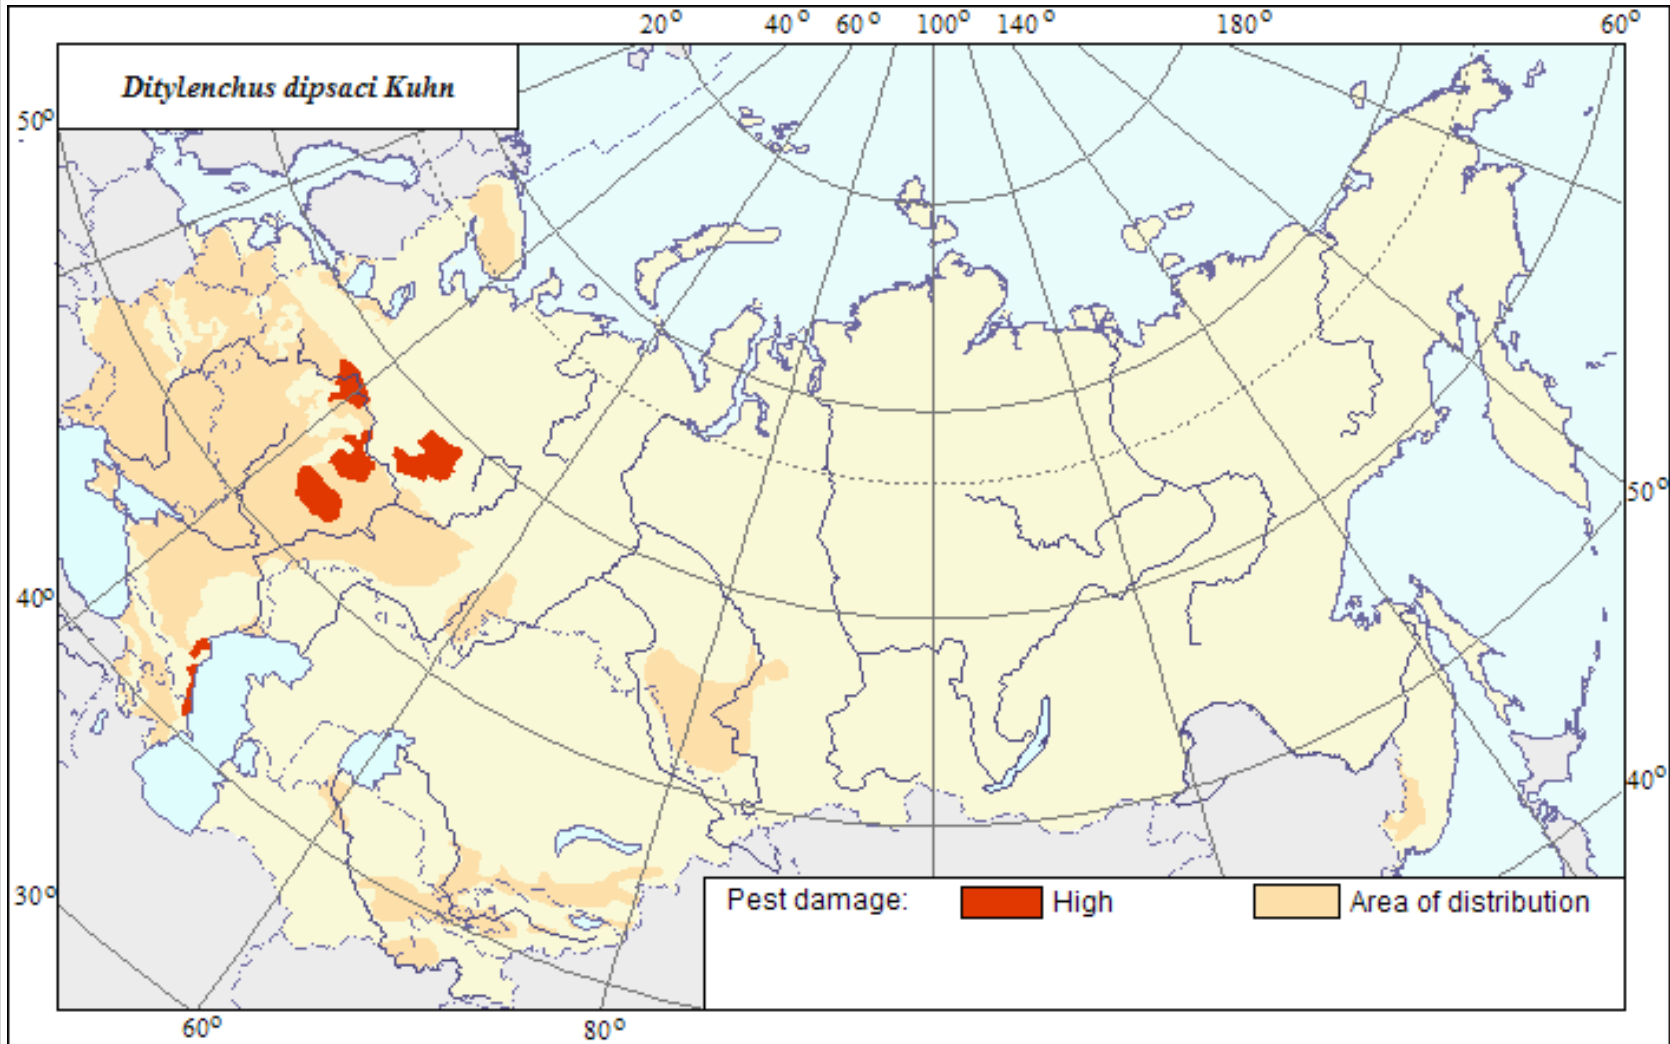 20° 40° 60° 100° 140° 180° 60°
Ditylenchus dipsaci Kuhn
50°
50°
40°
40°
30°
Pest damage: High Area of distribution
60° 80°